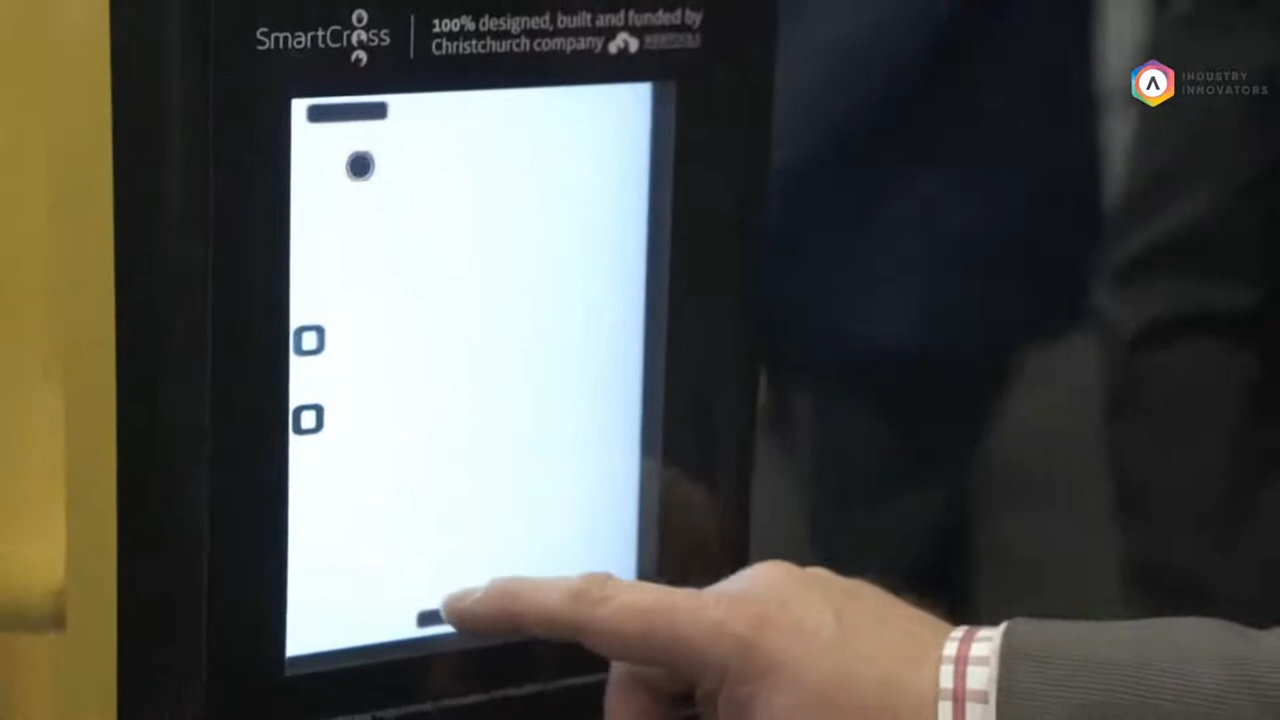 SmartCross
100% designed, built and funded by
Christchurch company
INDUSTRY
INNOVATORS